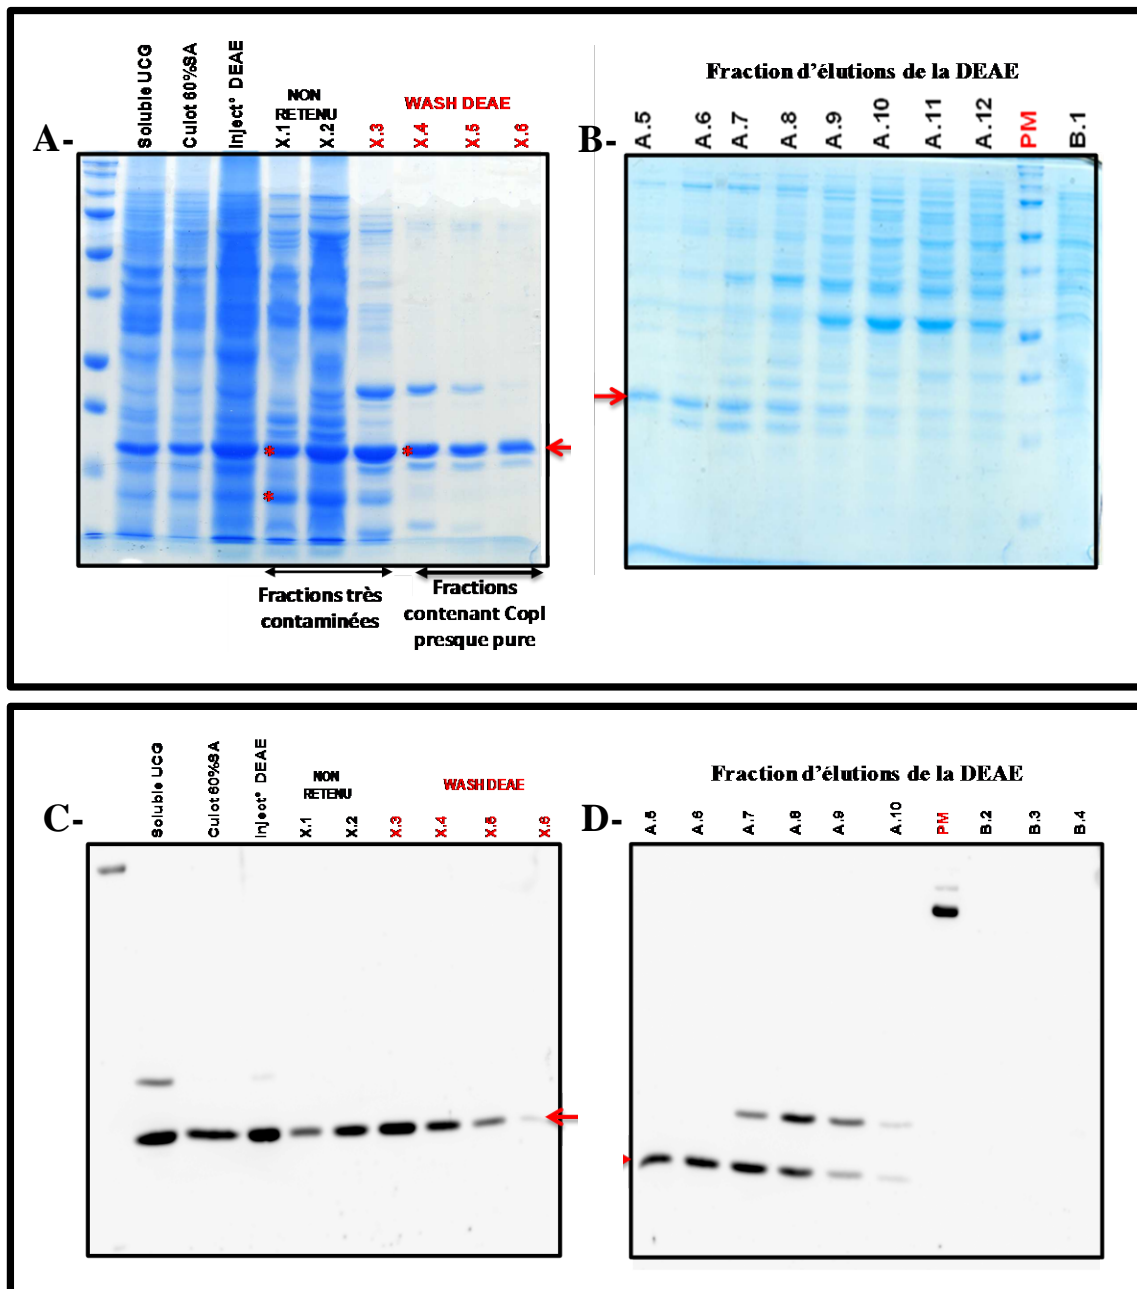 A-
Soluble UCG
Culot 60%SA
Inject° DEAE
NON
RETENU
X.1
X.2
WASH DEAE
X.3
X.4
X.5
X.6
*
*
*
Fractions très
contaminées
Fractions
contenant CopI
presque pure
B-
Fraction d'élutions de la DEAE
A.5
A.6
A.7
A.8
A.9
A.10
A.11
A.12
PM
B.1
C-
Soluble UCG
Culot 60%SA
Inject° DEAE
NON
RETENU
X.1
X.2
WASH DEAE
X.3
X.4
X.5
X.6
D-
Fraction d'élutions de la DEAE
A.5
A.6
A.7
A.8
A.9
A.10
PM
B.2
B.3
B.4